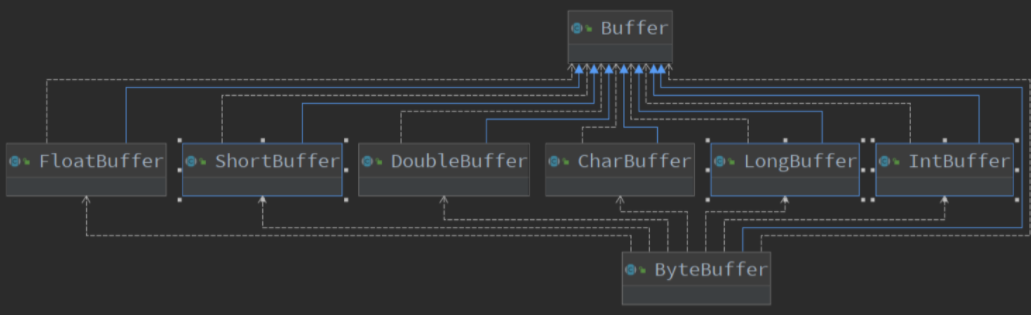 Buffer
FloatBuffer
ShortBuffer
DoubleBuffer
CharBuffer
LongBuffer
IntBuffer
ByteBuffer